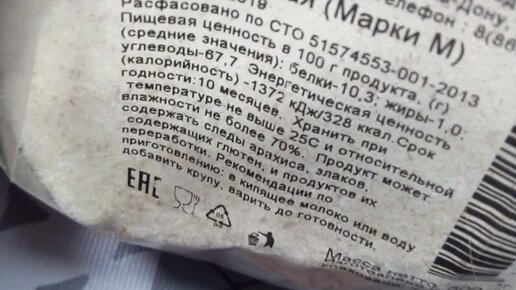 (Марки М)
Расфасовано по СТО 51574553-001-2013
Пищевая ценность в 100 г продукта, (г)
(средние значения): белки-10,3; жиры-1,0
углеводы-67,7. Энергетическая ценность
(калорийность) -1372 кДж/328 ккал.Срок
годности:10 месяцев. Хранить при
температуре не выше 25С и относительной
влажности не более 70%. Продукт может
содержать следы арахиса, злаков,
содержащих глютен, и продуктов их
переработки. Рекомендации по
приготовлению: в кипящее молоко или воду
добавить крупу, варить до готовности.
EAC
Масса нетто